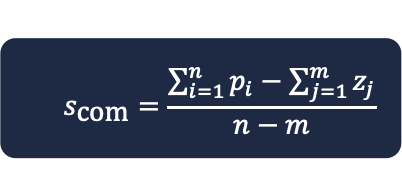 s_com = (∑_{i=1}^{n} p_i − ∑_{j=1}^{m} z_j) / (n − m)